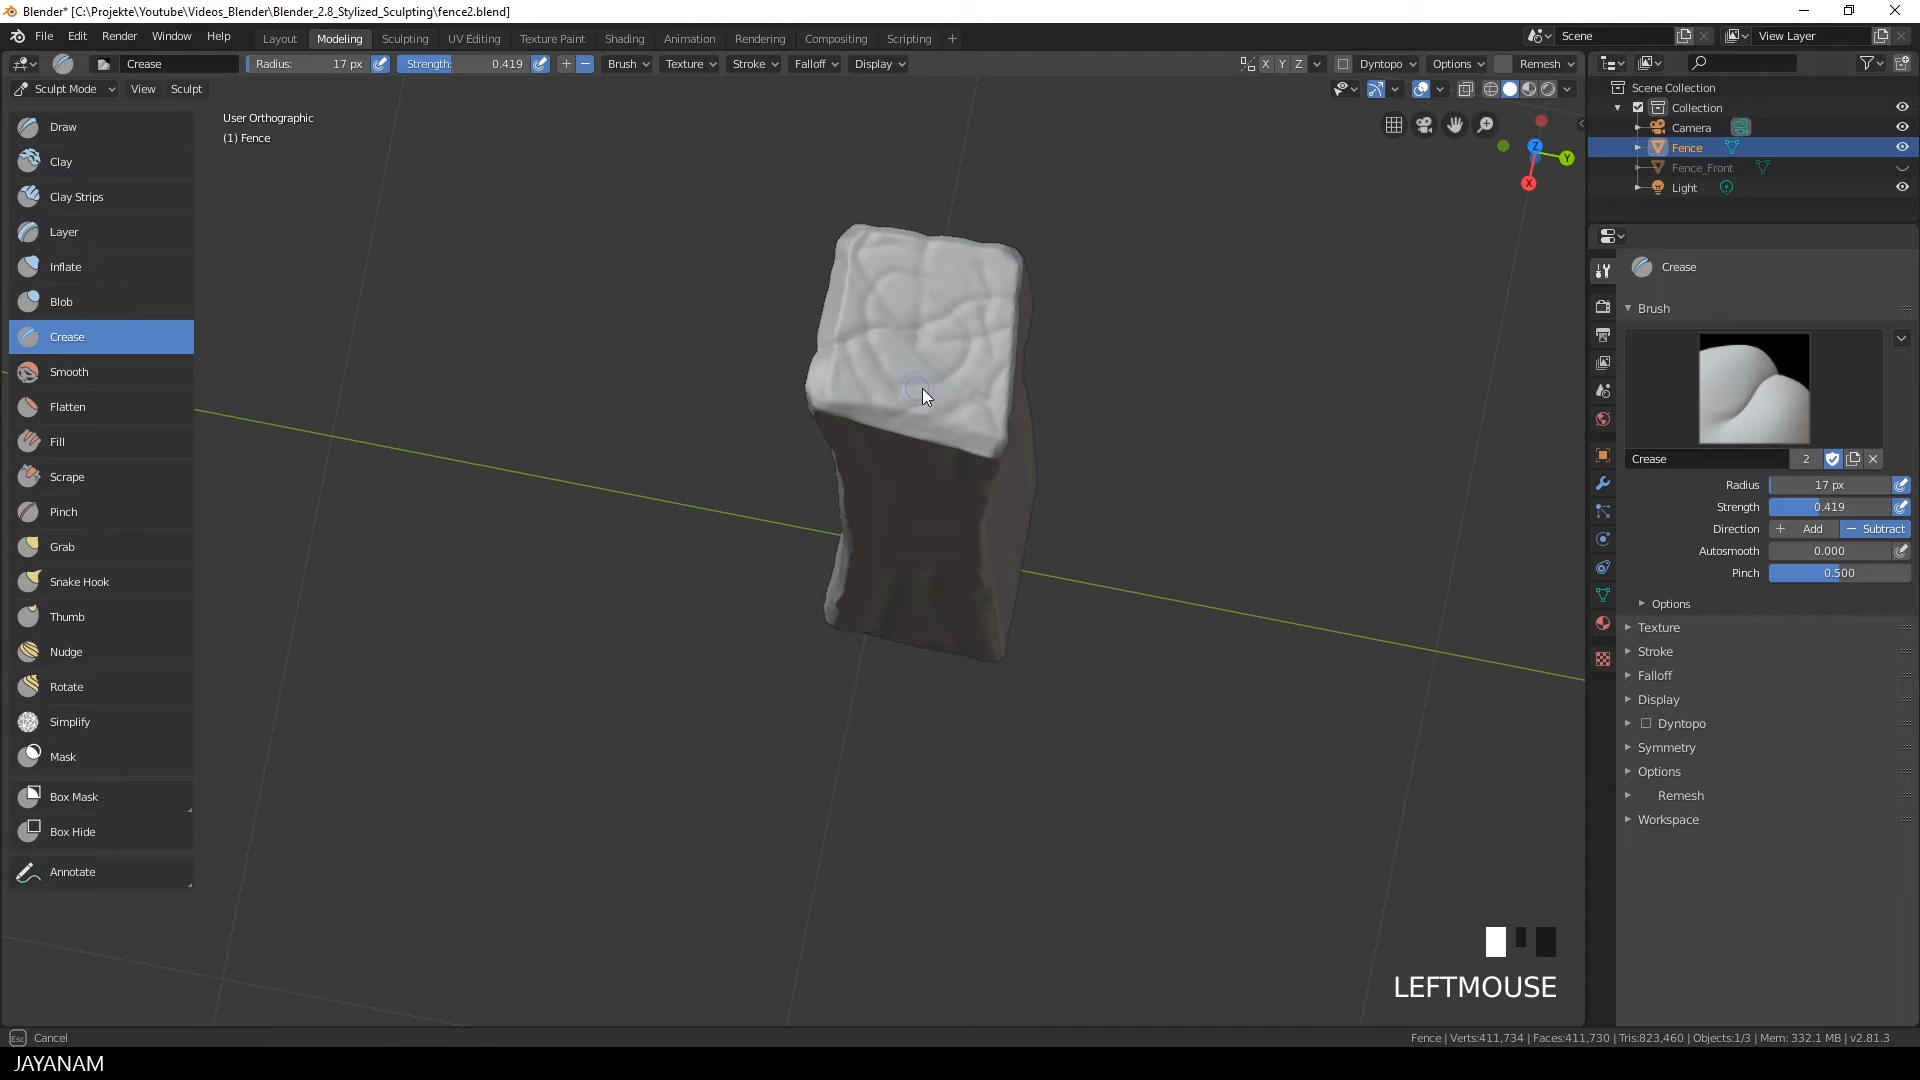 Blender* [C:\Projekte\Youtube\Videos_Blender\Blender_2.8_Stylized_Sculpting\fence2.blend]
File Edit Render Window Help Layout Modeling Sculpting UV Editing Texture Paint Shading Animation Rendering Compositing Scripting + Scene View Layer
Crease Radius: 17 px Strength: 0.419 + − Brush Texture Stroke Falloff Display X Y Z Dyntopo Options Remesh
Sculpt Mode View Sculpt
User Orthographic
(1) Fence
Draw
Clay
Clay Strips
Layer
Inflate
Blob
Crease
Smooth
Flatten
Fill
Scrape
Pinch
Grab
Snake Hook
Thumb
Nudge
Rotate
Simplify
Mask
Box Mask
Box Hide
Annotate
Z
Y
X
Scene Collection
Collection
Camera
Fence
Fence_Front
Light
Crease
Brush
Crease 2
Radius 17 px
Strength 0.419
Direction + Add − Subtract
Autosmooth 0.000
Pinch 0.500
Options
Texture
Stroke
Falloff
Display
Dyntopo
Symmetry
Options
Remesh
Workspace
LEFTMOUSE
Esc Cancel
Fence | Verts:411,734 | Faces:411,730 | Tris:823,460 | Objects:1/3 | Mem: 332.1 MB | v2.81.3
JAYANAM